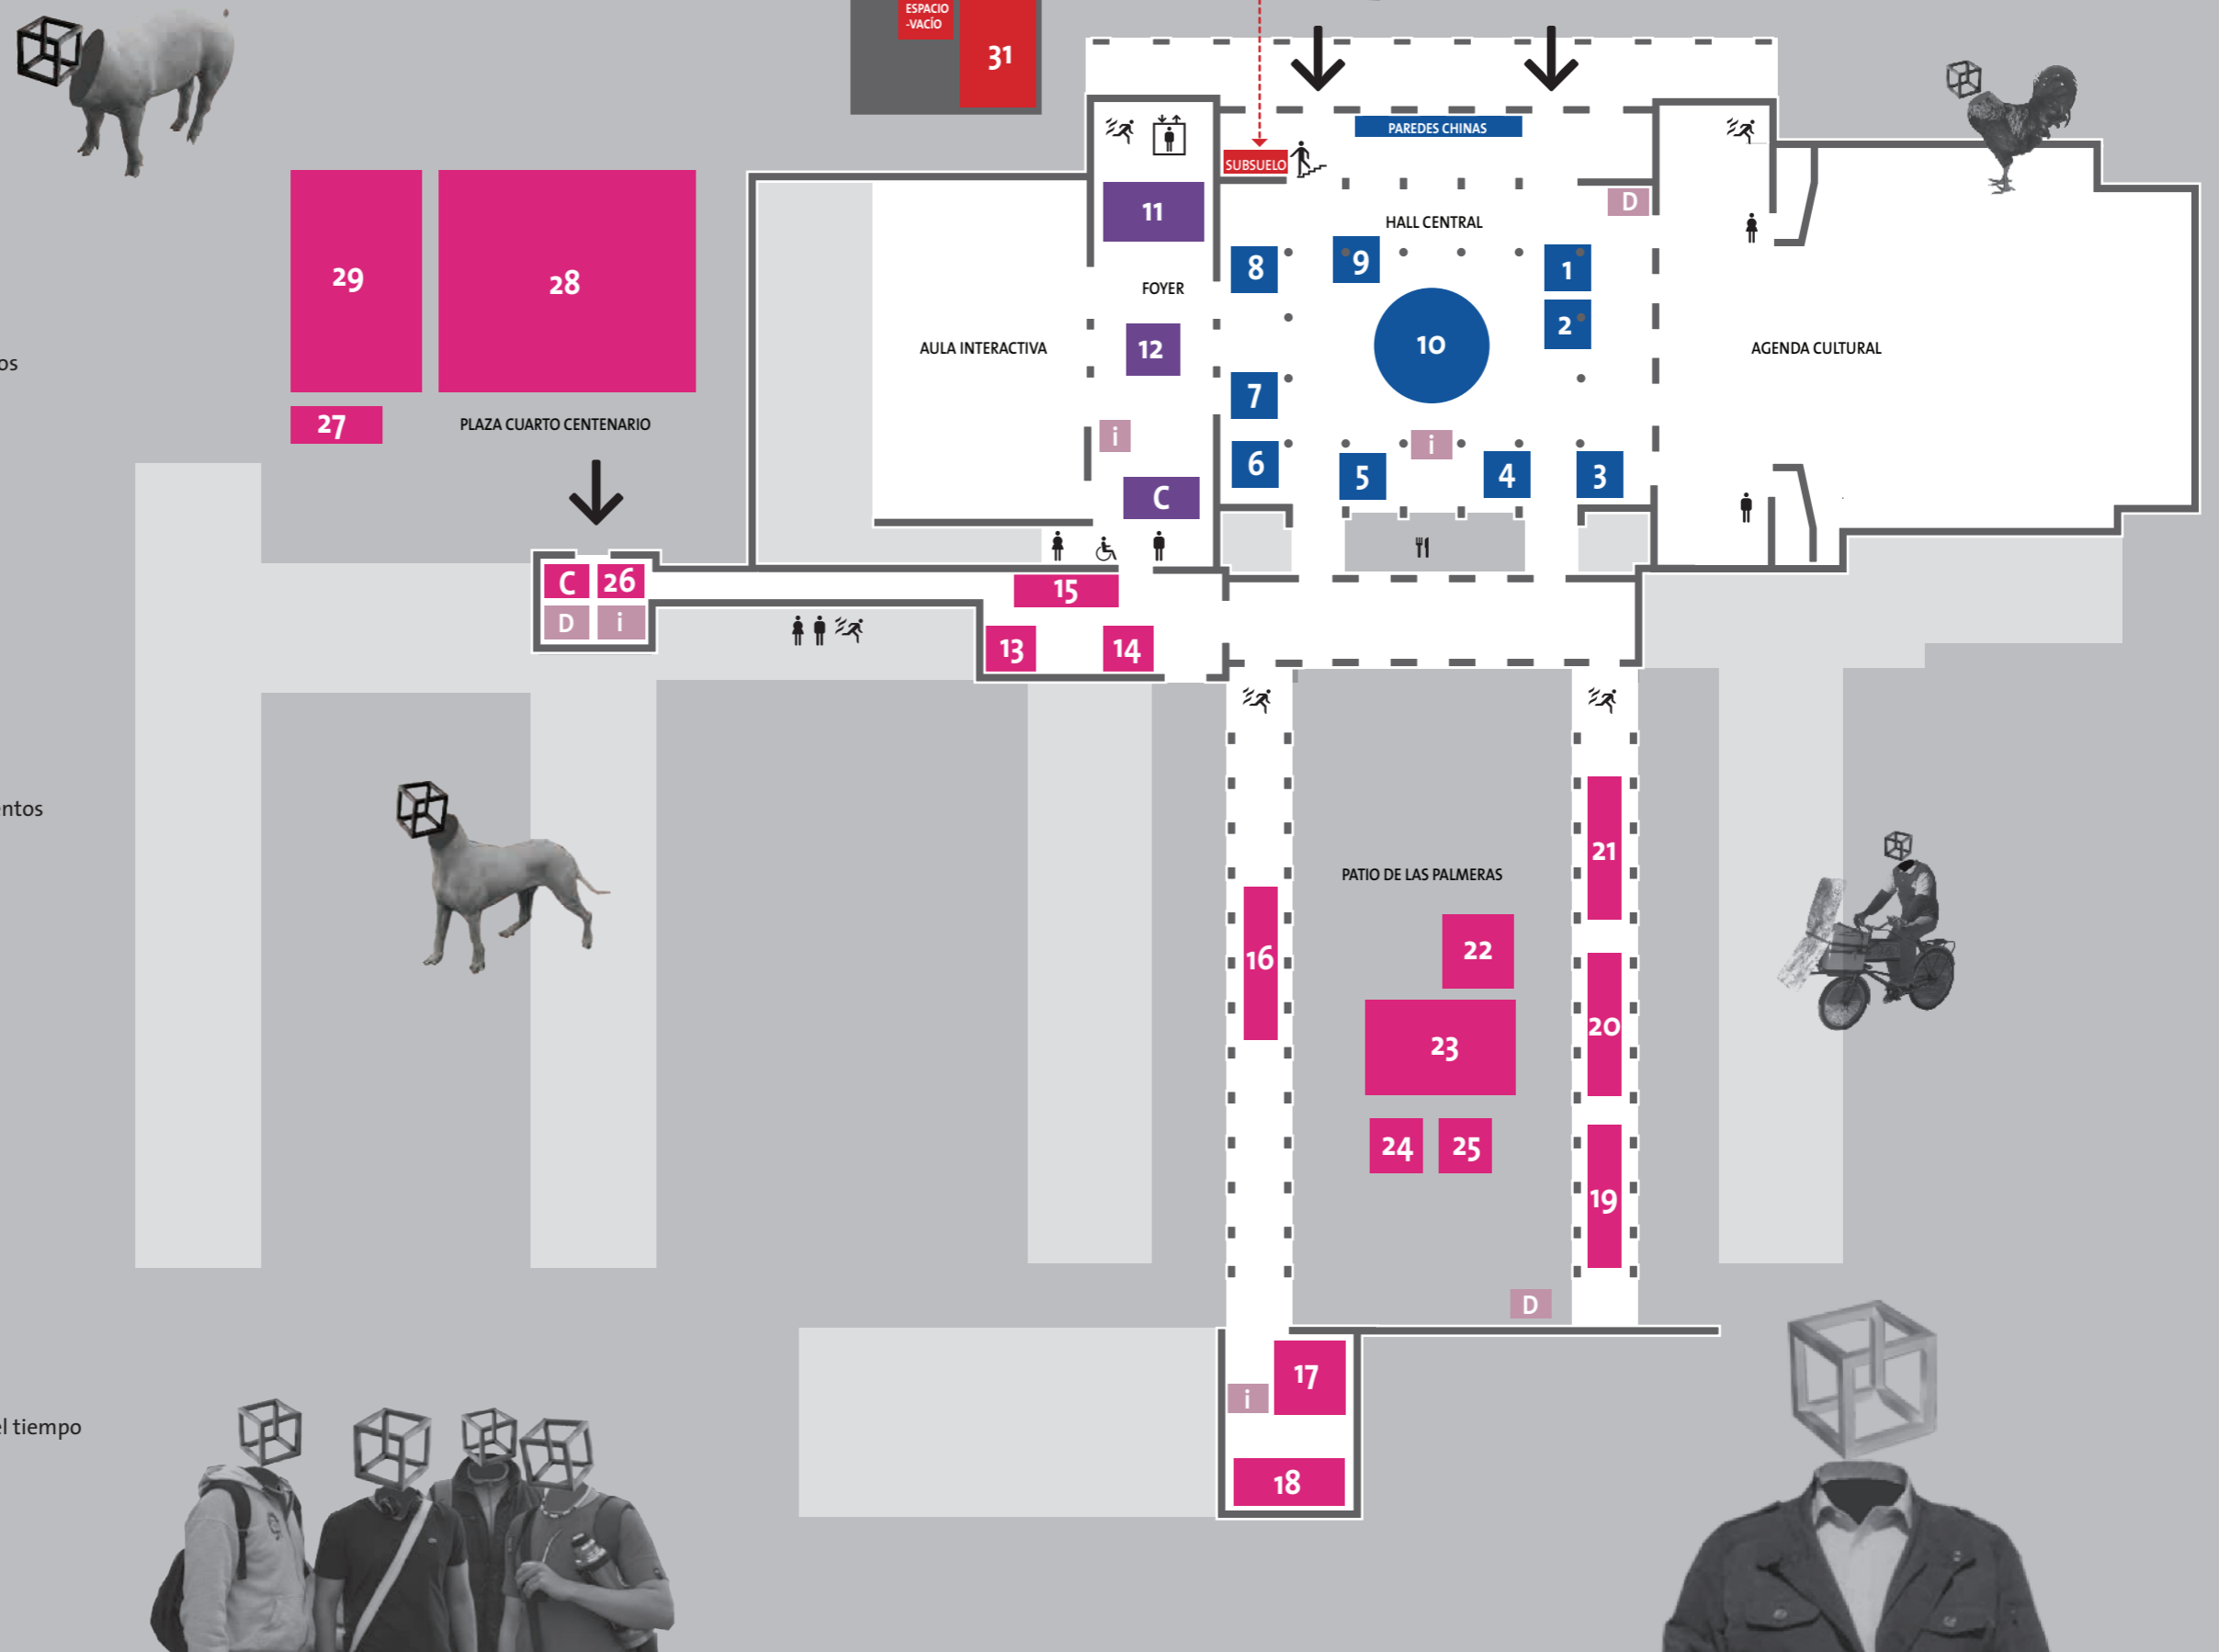 ESPACIO
-VACÍO
31
PAREDES CHINAS
SUBSUELO
11
D
HALL CENTRAL
29
28
8
9
1
FOYER
2
AULA INTERACTIVA
12
10
AGENDA CULTURAL
os
7
27
PLAZA CUARTO CENTENARIO
i
i
6
5
4
3
C
C
26
15
D
i
13
14
entos
21
PATIO DE LAS PALMERAS
22
16
20
23
24
25
19
D
17
i
el tiempo
18